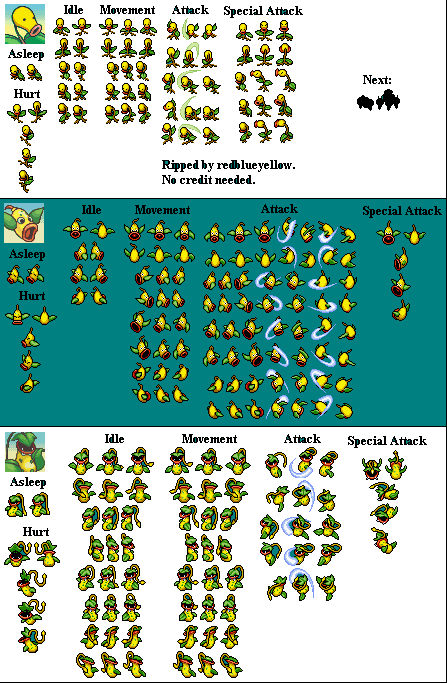 Idle Movement Attack Special Attack
Asleep
Hurt
Next:
Ripped by redblueyellow.
No credit needed.
Idle Movement Attack Special Attack
Asleep
Hurt
Idle Movement Attack Special Attack
Asleep
Hurt